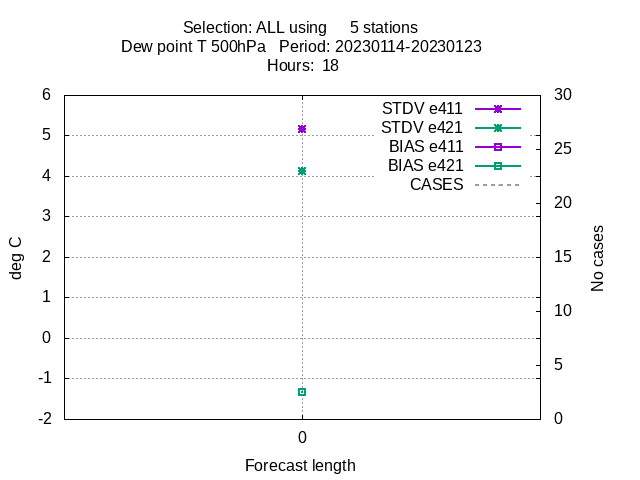 Selection: ALL using     5 stations
Dew point T 500hPa   Period: 20230114-20230123
Hours:  18
6
5
4
3
2
1
0
-1
-2
deg C
30
25
20
15
10
5
0
No cases
STDV e411
STDV e421
BIAS e411
BIAS e421
CASES
0
Forecast length